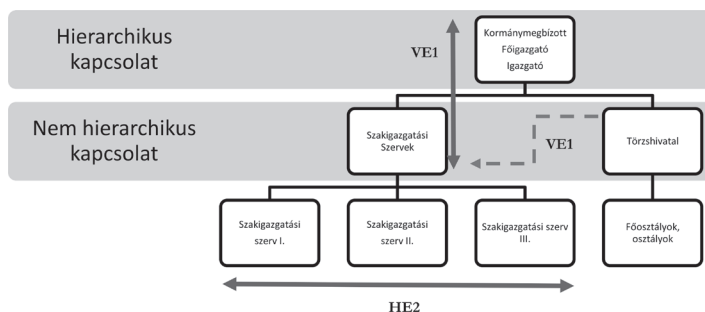 Hierarchikus
kapcsolat
VE1
Kormánymegbízott
Főigazgató
Igazgató
Nem hierarchikus
kapcsolat
Szakigazgatási
Szervek
VE1
Törzshivatal
Szakigazgatási
szerv I.
Szakigazgatási
szerv II.
Szakigazgatási szerv
III.
Főosztályok,
osztályok
HE2